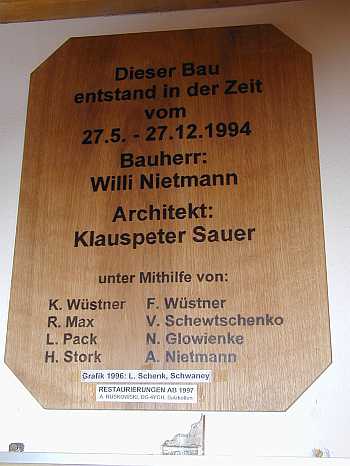 Dieser Bau
entstand in der Zeit
vom
27.5. - 27.12.1994
Bauherr:
Willi Nietmann
Architekt:
Klauspeter Sauer
unter Mithilfe von:
K. Wüstner F. Wüstner
R. Max V. Schewtschenko
L. Pack N. Glowienke
H. Stork A. Nietmann
Grafik 1996: L. Schenk, Schwaney
RESTAURIERUNGEN AB 1997